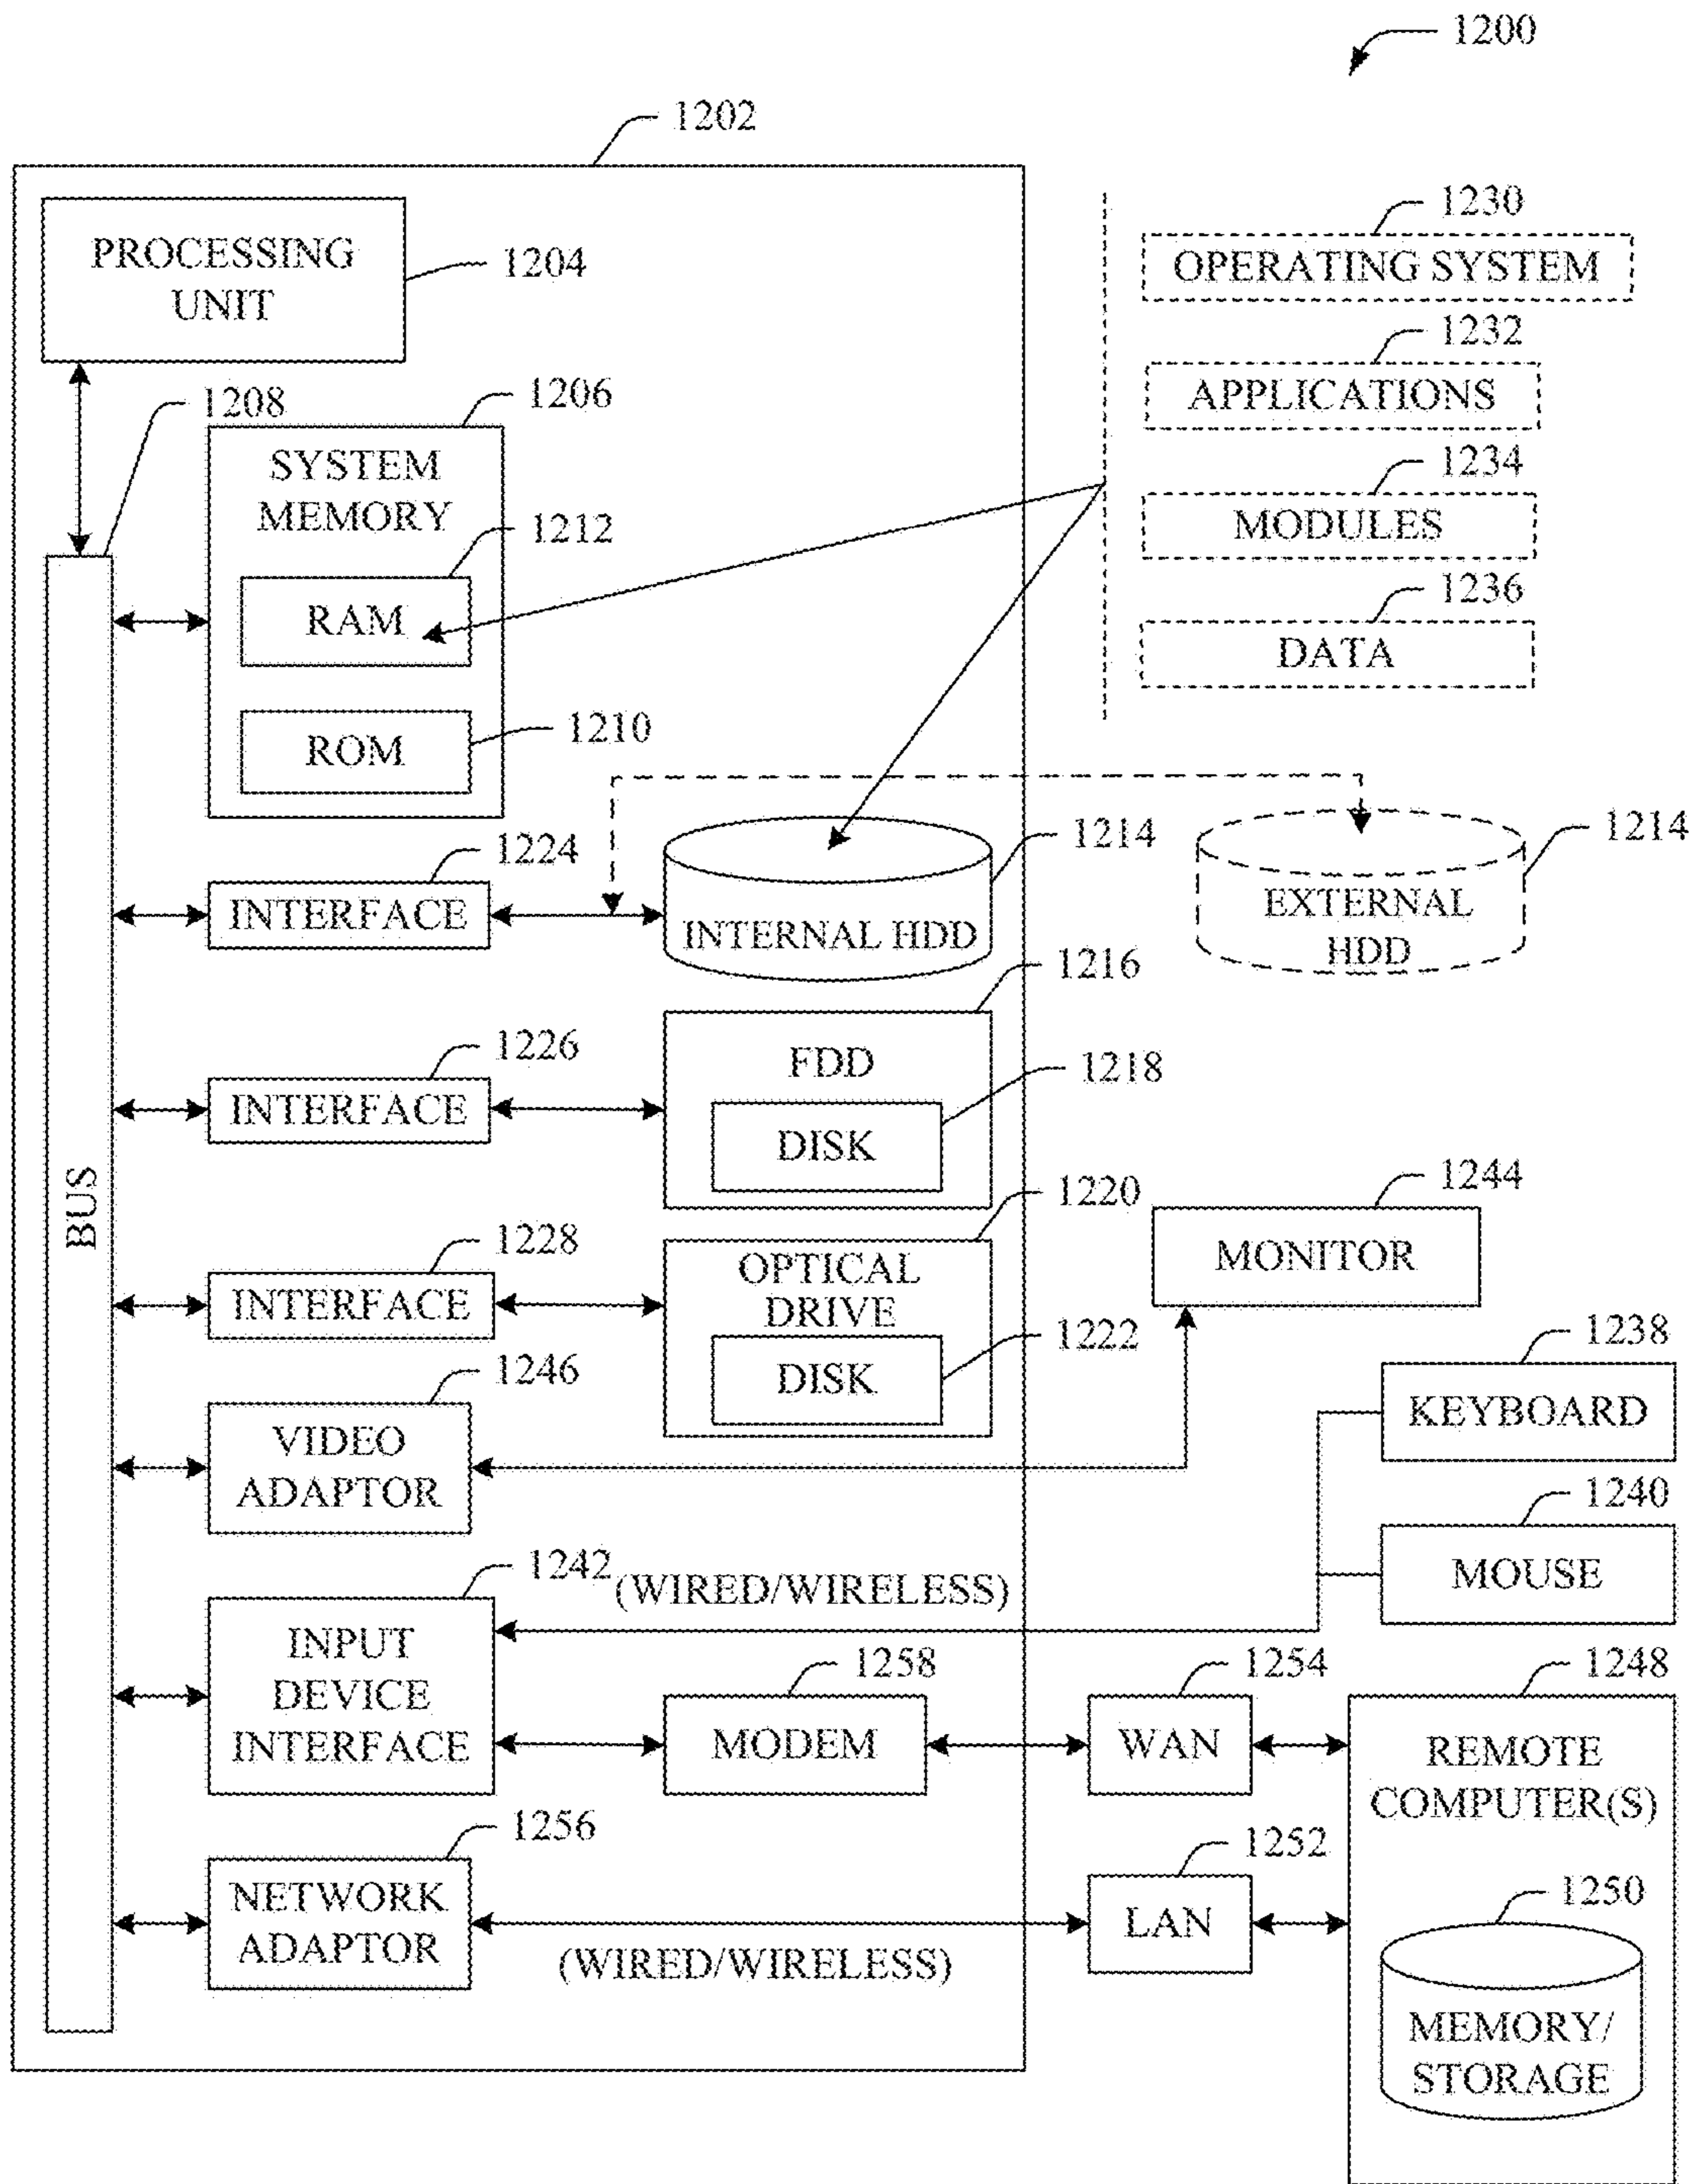 1200
1202
PROCESSING
UNIT
1204
1230
OPERATING SYSTEM
1232
APPLICATIONS
1234
MODULES
1236
DATA
1208
1206
SYSTEM
MEMORY
1212
RAM
1210
ROM
1224
INTERFACE
1214
INTERNAL HDD
1214
EXTERNAL
HDD
1226
INTERFACE
1216
FDD
1218
DISK
BUS
1228
INTERFACE
1220
OPTICAL
DRIVE
1222
DISK
1244
MONITOR
1246
VIDEO
ADAPTOR
1238
KEYBOARD
1240
MOUSE
1242
(WIRED/WIRELESS)
INPUT
DEVICE
INTERFACE
1258
MODEM
1254
WAN
1248
REMOTE
COMPUTER(S)
1256
NETWORK
ADAPTOR
(WIRED/WIRELESS)
1252
LAN
1250
MEMORY/
STORAGE